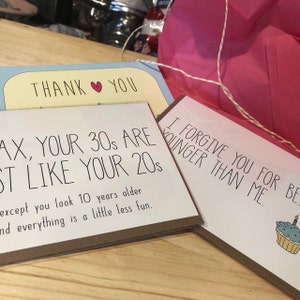 THANK YOU
AX, YOUR 30s ARE
ST LIKE YOUR 20s
except you look 10 years older
nd everything is a little less fun.
I FORGIVE YOU FOR BE
YOUNGER THAN ME